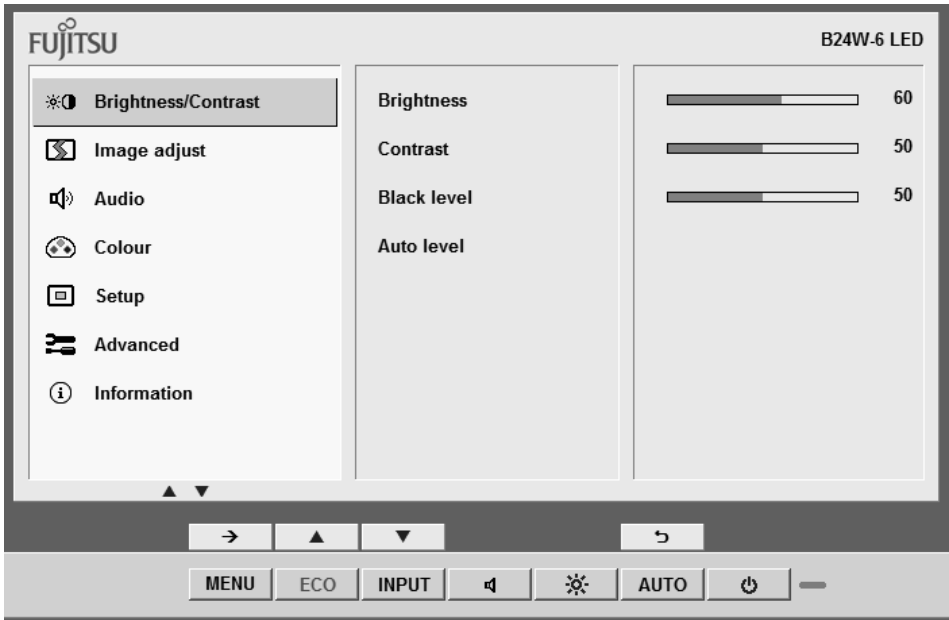 FUJITSU
B24W-6 LED
Brightness/Contrast
Image adjust
Audio
Colour
Setup
Advanced
Information
Brightness
Contrast
Black level
Auto level
60
50
50
MENU
ECO
INPUT
AUTO